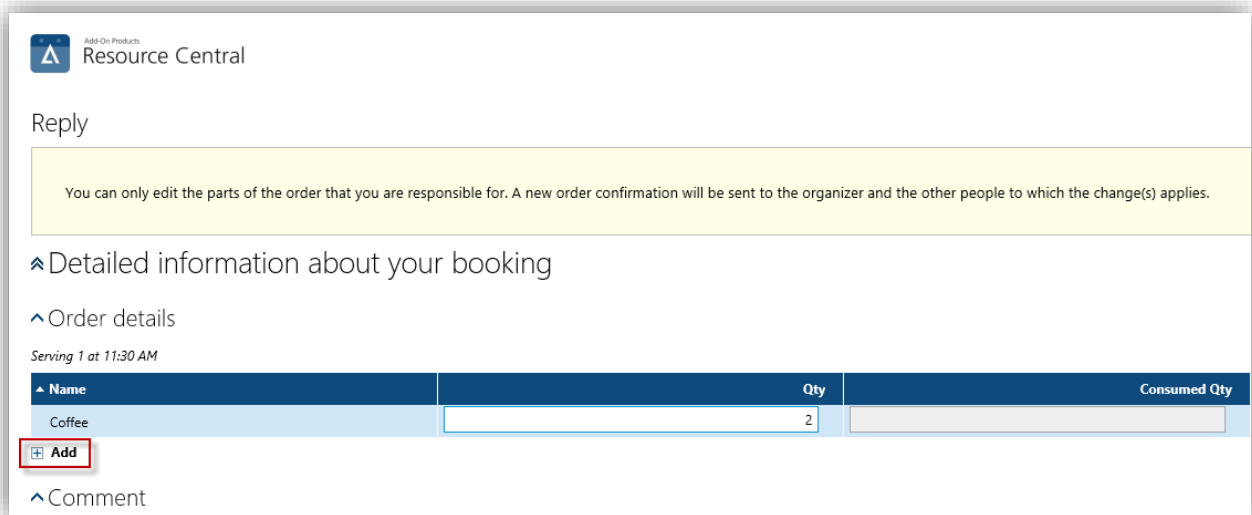 Add-On Products
Resource Central
Reply
You can only edit the parts of the order that you are responsible for. A new order confirmation will be sent to the organizer and the other people to which the change(s) applies.
Detailed information about your booking
Order details
Serving 1 at 11:30 AM
Name Qty Consumed Qty
Coffee 2
Add
Comment